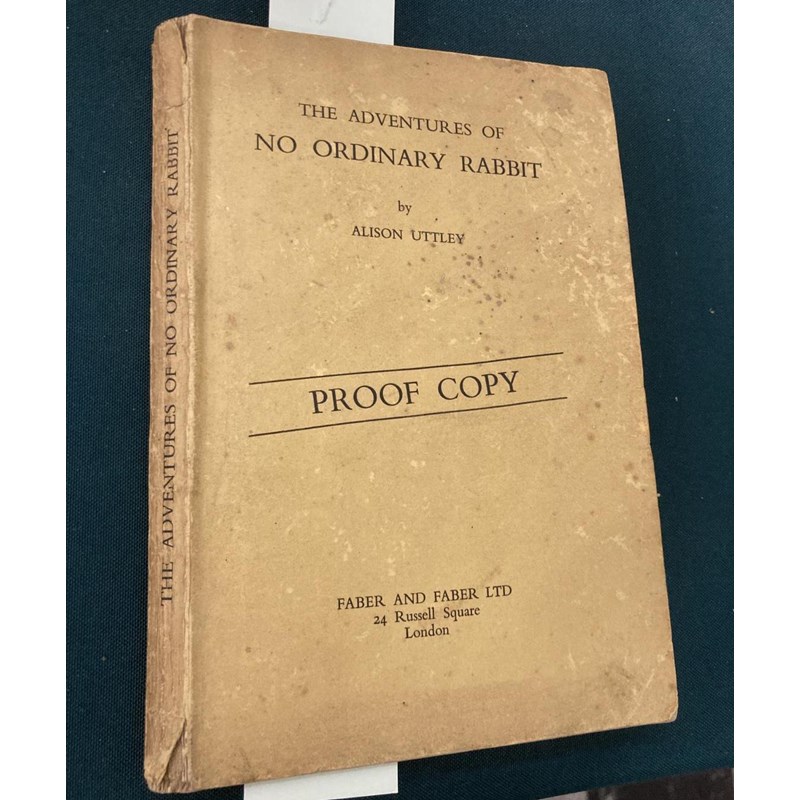 THE ADVENTURES OF
NO ORDINARY RABBIT
by
ALISON UTTLEY
PROOF COPY
FABER AND FABER LTD
24 Russell Square
London
THE ADVENTURES OF NO ORDINARY RABBIT